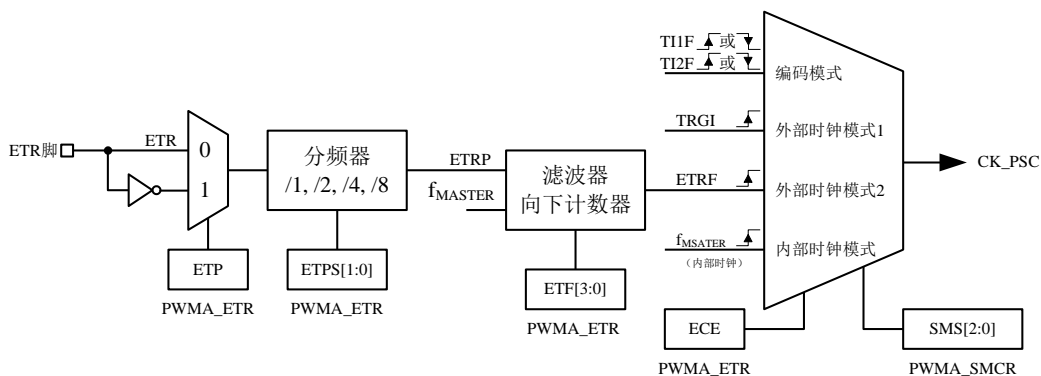 TI1F 或
TI2F 或
编码模式
TRGI
外部时钟模式1
ETR脚
ETR
0
1
分频器
/1, /2, /4, /8
ETRP
fMASTER
滤波器
向下计数器
ETRF
外部时钟模式2
CK_PSC
fMSATER
(内部时钟)
内部时钟模式
ETP
PWMA_ETR
ETPS[1:0]
PWMA_ETR
ETF[3:0]
PWMA_ETR
ECE
PWMA_ETR
SMS[2:0]
PWMA_SMCR